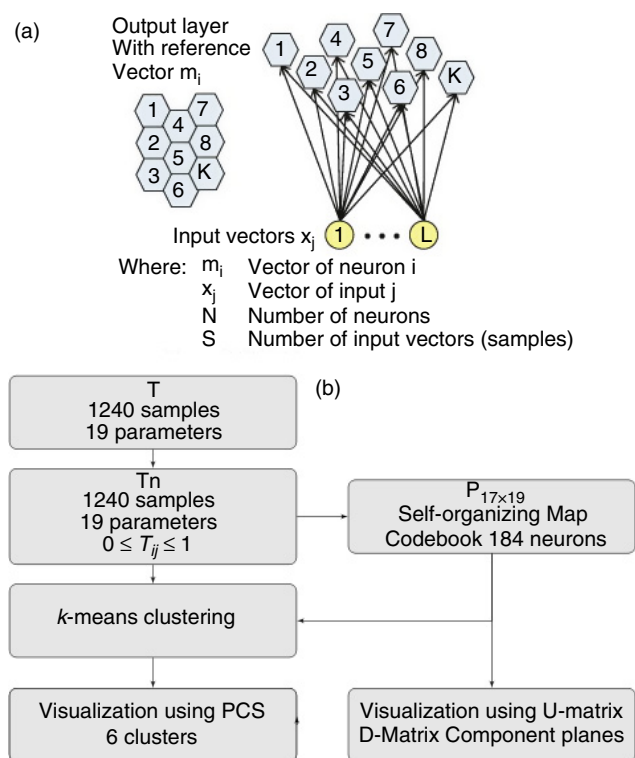 (a)
Output layer
With reference
Vector mᵢ
1
4
7
2
5
8
3
6
K
1
4
7
2
5
8
3
6
K
Input vectors xⱼ
1
L
Where: mᵢ Vector of neuron i
xⱼ Vector of input j
N Number of neurons
S Number of input vectors (samples)
(b)
T
1240 samples
19 parameters
Tn
1240 samples
19 parameters
0 ≤ Tᵢⱼ ≤ 1
P₁₇ₓ₁₉
Self-organizing Map
Codebook 184 neurons
k-means clustering
Visualization using PCS
6 clusters
Visualization using U-matrix
D-Matrix Component planes